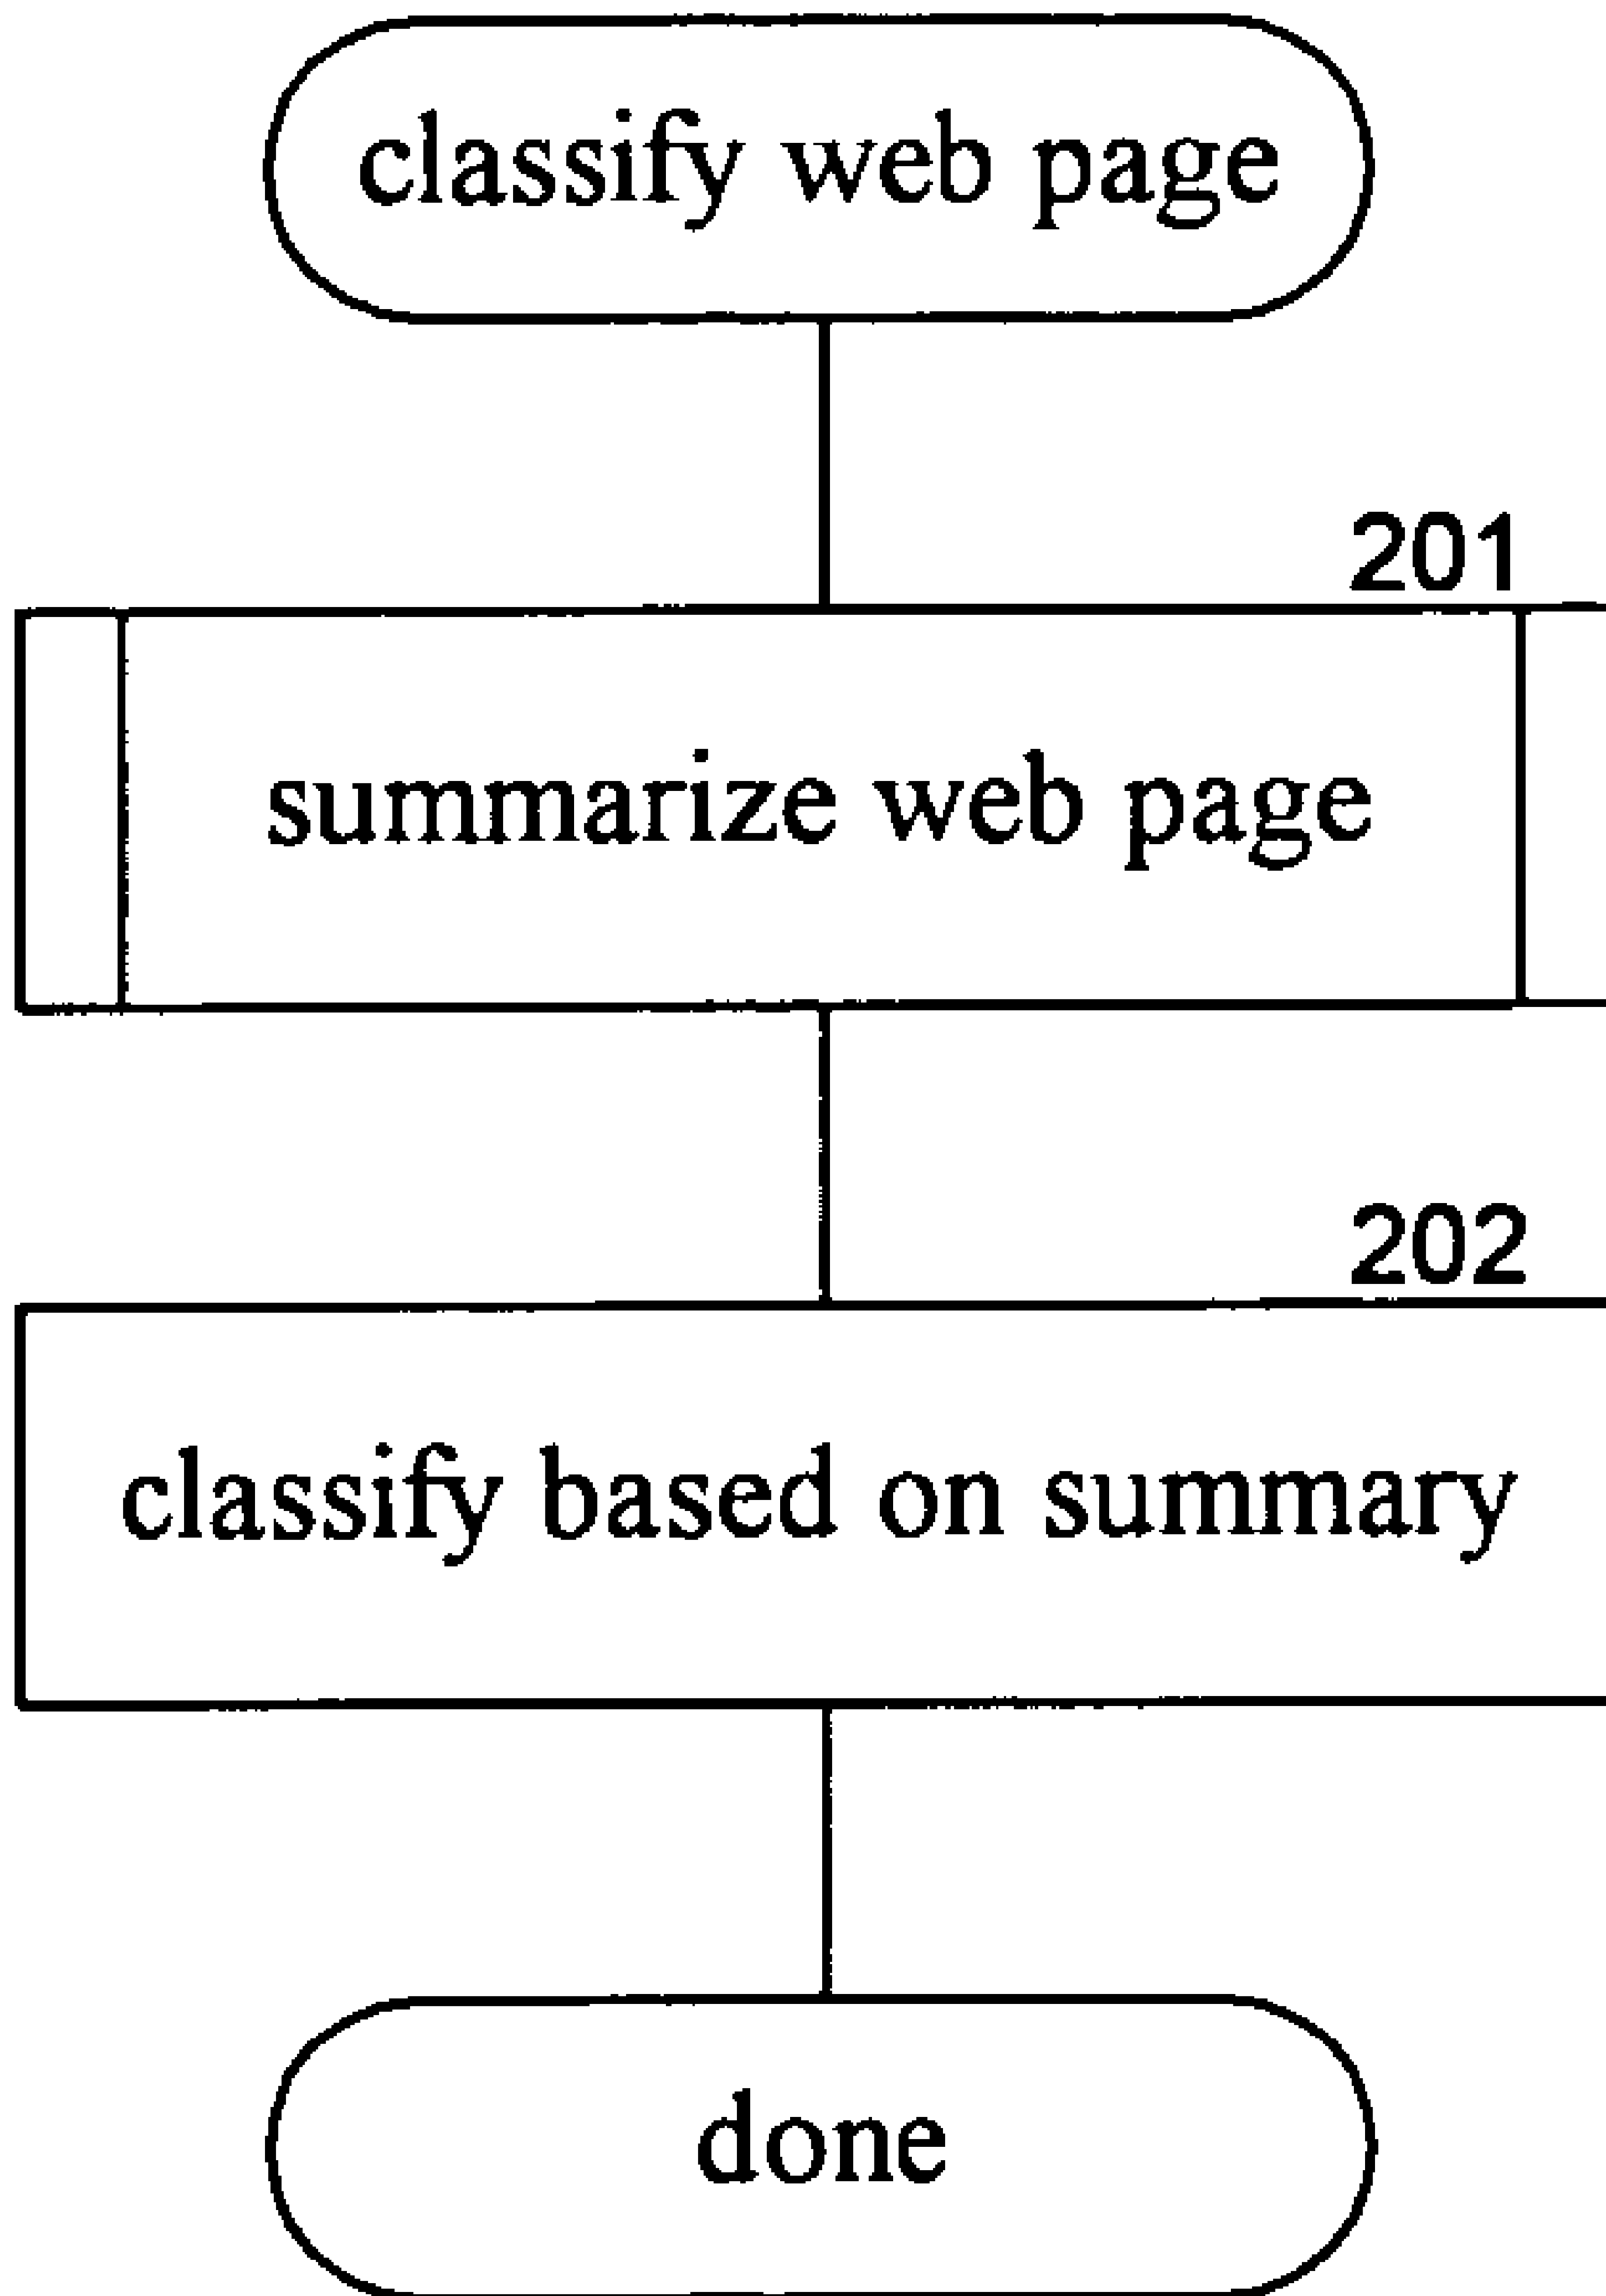 classify web page
201
summarize web page
202
classify based on summary
done